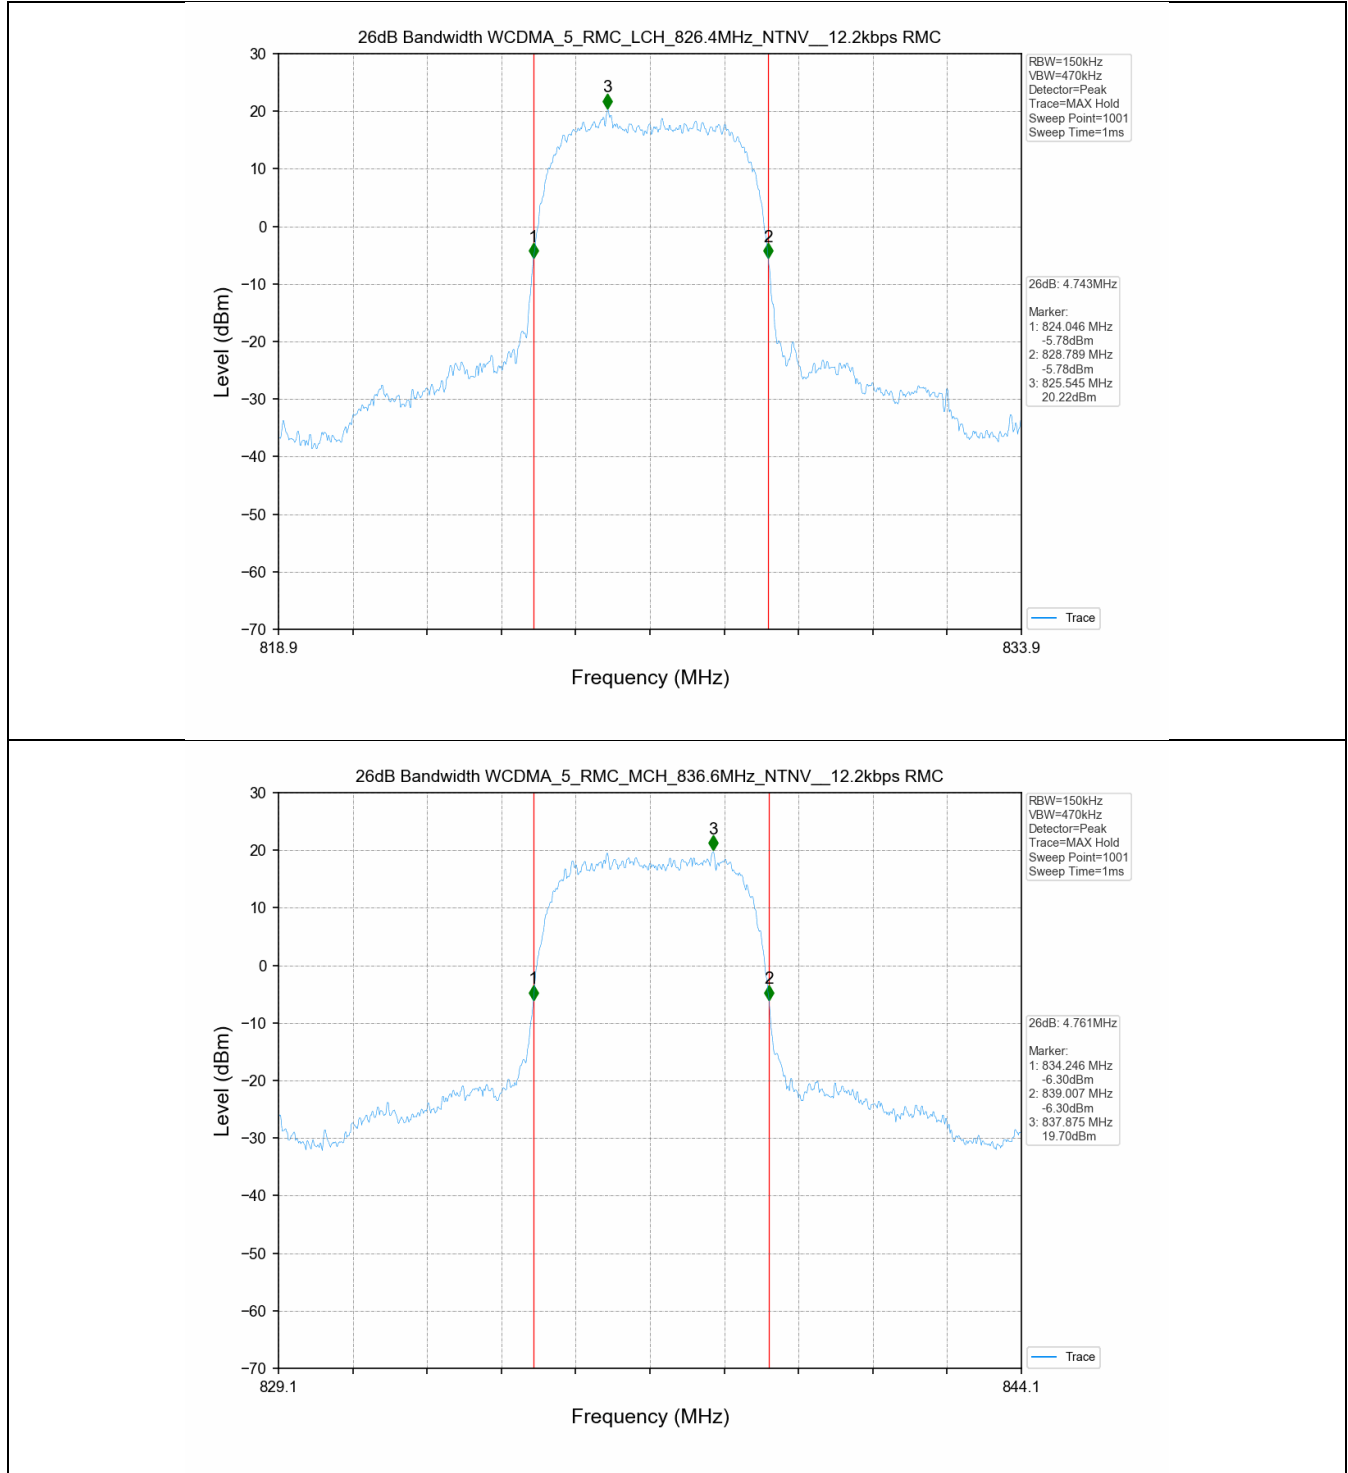 26dB Bandwidth WCDMA_5_RMC_LCH_826.4MHz_NTNV__12.2kbps RMC
30
20
10
0
−10
−20
−30
−40
−50
−60
−70
Level (dBm)
3
1
2
818.9
833.9
Frequency (MHz)
RBW=150kHz
VBW=470kHz
Detector=Peak
Trace=MAX Hold
Sweep Point=1001
Sweep Time=1ms
26dB: 4.743MHz
Marker:
1: 824.046 MHz
-5.78dBm
2: 828.789 MHz
-5.78dBm
3: 825.545 MHz
20.22dBm
Trace
26dB Bandwidth WCDMA_5_RMC_MCH_836.6MHz_NTNV__12.2kbps RMC
30
20
10
0
−10
−20
−30
−40
−50
−60
−70
Level (dBm)
3
1
2
829.1
844.1
Frequency (MHz)
RBW=150kHz
VBW=470kHz
Detector=Peak
Trace=MAX Hold
Sweep Point=1001
Sweep Time=1ms
26dB: 4.761MHz
Marker:
1: 834.246 MHz
-6.30dBm
2: 839.007 MHz
-6.30dBm
3: 837.875 MHz
19.70dBm
Trace